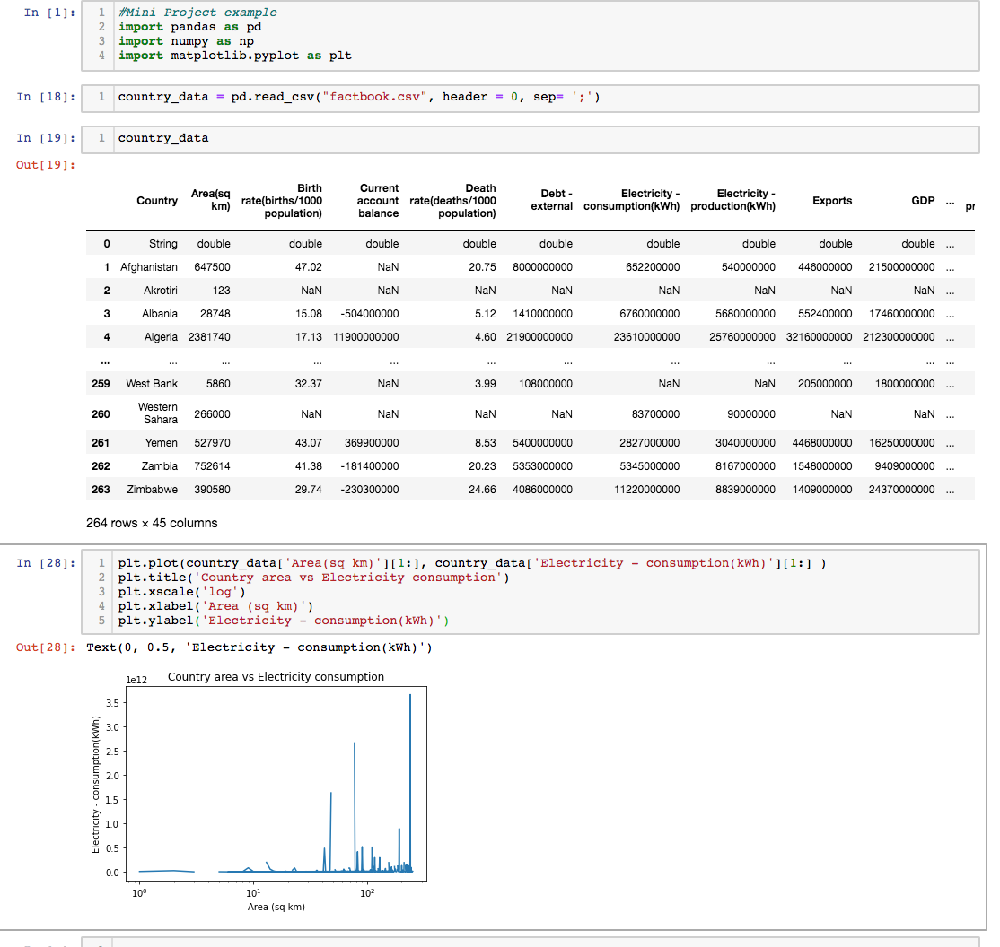 In [1]:
1 #Mini Project example
2 import pandas as pd
3 import numpy as np
4 import matplotlib.pyplot as plt
In [18]:
1 country_data = pd.read_csv("factbook.csv", header = 0, sep= ';')
In [19]:
1 country_data
Out[19]:
Country Area(sq km) Birth rate(births/1000 population) Current account balance Death rate(deaths/1000 population) Debt - external Electricity - consumption(kWh) Electricity - production(kWh) Exports GDP ... pr
0 String double double double double double double double double double ...
1 Afghanistan 647500 47.02 NaN 20.75 8000000000 652200000 540000000 446000000 21500000000 ...
2 Akrotiri 123 NaN NaN NaN NaN NaN NaN NaN NaN ...
3 Albania 28748 15.08 -504000000 5.12 1410000000 6760000000 5680000000 552400000 17460000000 ...
4 Algeria 2381740 17.13 11900000000 4.60 21900000000 23610000000 25760000000 32160000000 212300000000 ...
... ... ... ... ... ... ... ... ... ... ... ...
259 West Bank 5860 32.37 NaN 3.99 108000000 NaN NaN 205000000 1800000000 ...
260 Western Sahara 266000 NaN NaN NaN NaN 83700000 90000000 NaN NaN ...
261 Yemen 527970 43.07 369900000 8.53 5400000000 2827000000 3040000000 4468000000 16250000000 ...
262 Zambia 752614 41.38 -181400000 20.23 5353000000 5345000000 8167000000 1548000000 9409000000 ...
263 Zimbabwe 390580 29.74 -230300000 24.66 4086000000 11220000000 8839000000 1409000000 24370000000 ...
264 rows × 45 columns
In [28]:
1 plt.plot(country_data['Area(sq km)'][1:], country_data['Electricity - consumption(kWh)'][1:] )
2 plt.title('Country area vs Electricity consumption')
3 plt.xscale('log')
4 plt.xlabel('Area (sq km)')
5 plt.ylabel('Electricity - consumption(kWh)')
Out[28]: Text(0, 0.5, 'Electricity - consumption(kWh)')
1e12 Country area vs Electricity consumption
Electricity - consumption(kWh)
3.5
3.0
2.5
2.0
1.5
1.0
0.5
0.0
10⁰ 10¹ 10²
Area (sq km)